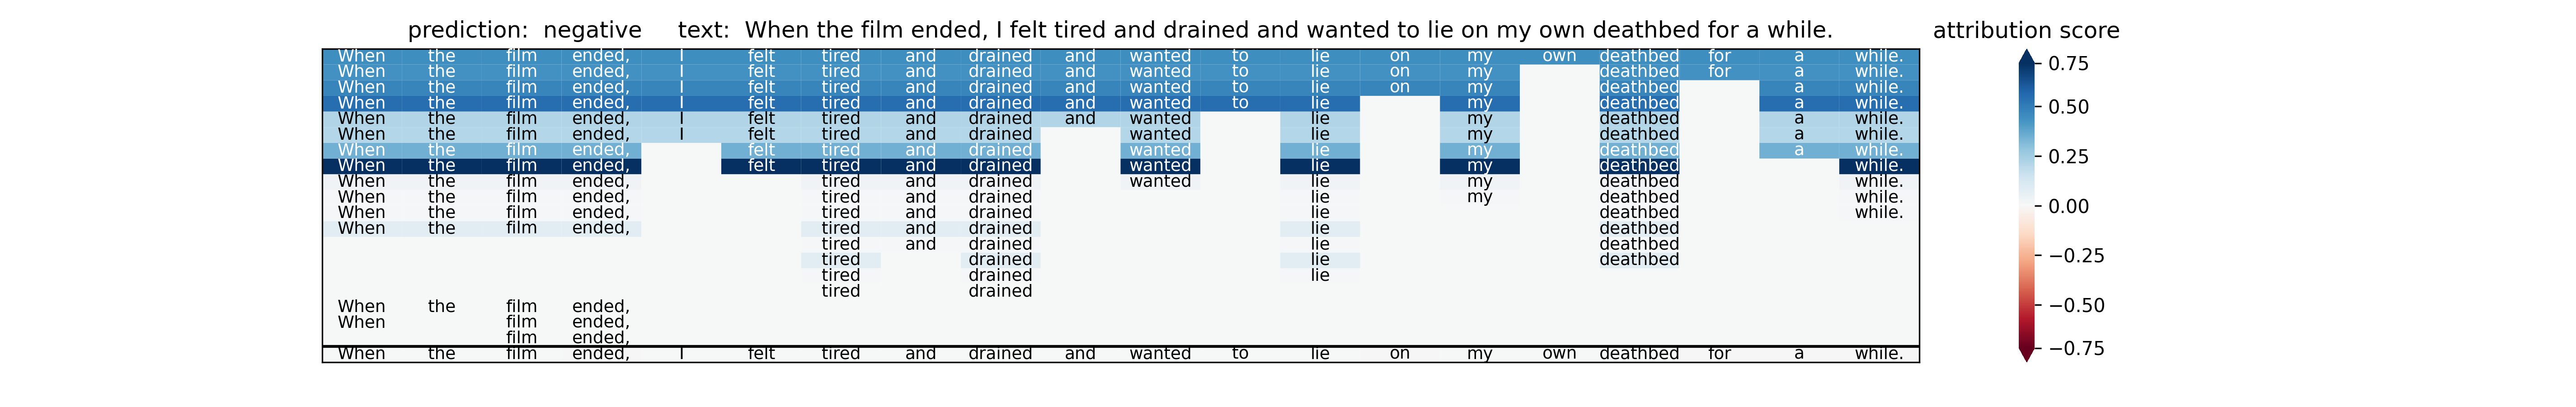 prediction:  negative     text:  When the film ended, I felt tired and drained and wanted to lie on my own deathbed for a while.
attribution score
When the film ended, I felt tired and drained and wanted to lie on my own deathbed for a while.
When the film ended, I felt tired and drained and wanted to lie on my deathbed for a while.
When the film ended, I felt tired and drained and wanted to lie on my deathbed a while.
When the film ended, I felt tired and drained and wanted to lie my deathbed a while.
When the film ended, I felt tired and drained and wanted lie my deathbed a while.
When the film ended, I felt tired and drained wanted lie my deathbed a while.
When the film ended, felt tired and drained wanted lie my deathbed a while.
When the film ended, felt tired and drained wanted lie my deathbed while.
When the film ended, tired and drained wanted lie my deathbed while.
When the film ended, tired and drained lie my deathbed while.
When the film ended, tired and drained lie deathbed while.
When the film ended, tired and drained lie deathbed
tired and drained lie deathbed
tired drained lie deathbed
tired drained lie
tired drained
When the film ended,
When film ended,
film ended,
When the film ended, I felt tired and drained and wanted to lie on my own deathbed for a while.
0.75
0.50
0.25
0.00
−0.25
−0.50
−0.75